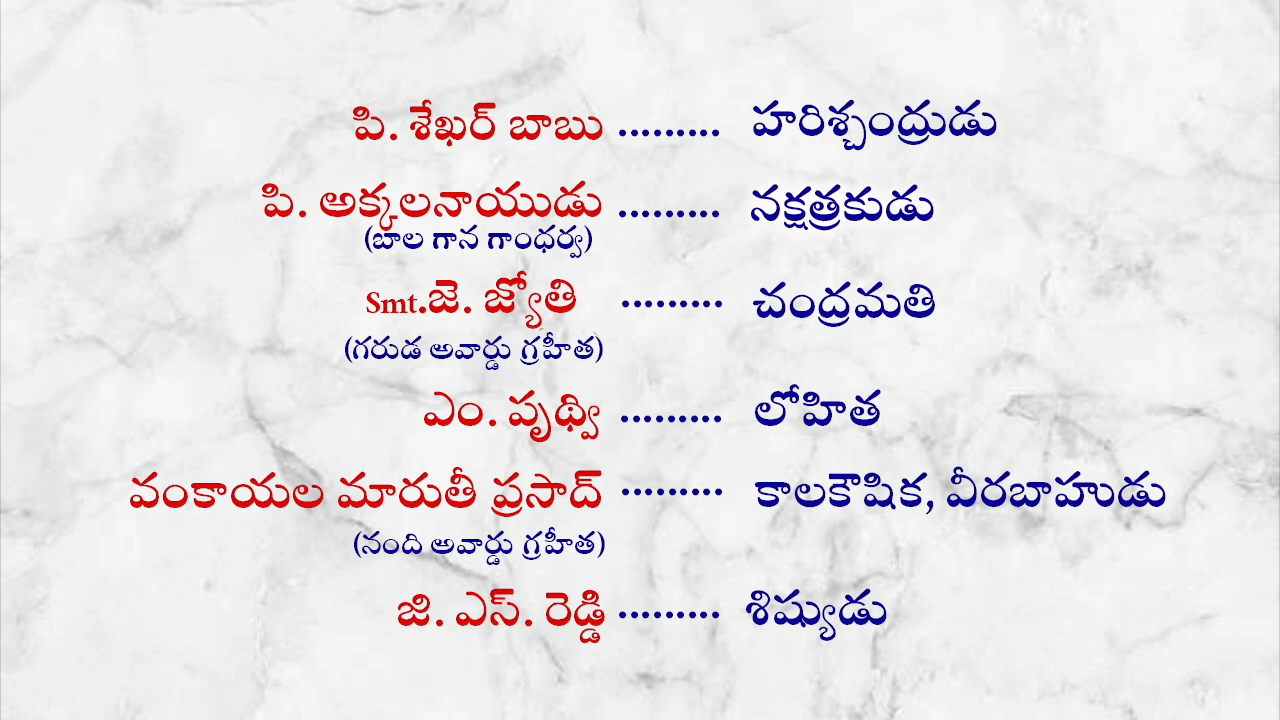 పి. శేఖర్ బాబు ......... హరిశ్చంద్రుడు
పి. అక్కలనాయుడు ......... నక్షత్రకుడు
(బాల గాన గాంధర్వ)
Smt.జె. జ్యోతి ......... చంద్రమతి
(గరుడ అవార్డు గ్రహీత)
ఎం. పృథ్వి ......... లోహిత
వంకాయల మారుతీ ప్రసాద్ ......... కాలకౌషిక, వీరబాహుడు
(నంది అవార్డు గ్రహీత)
జి. ఎస్. రెడ్డి ......... శిష్యుడు